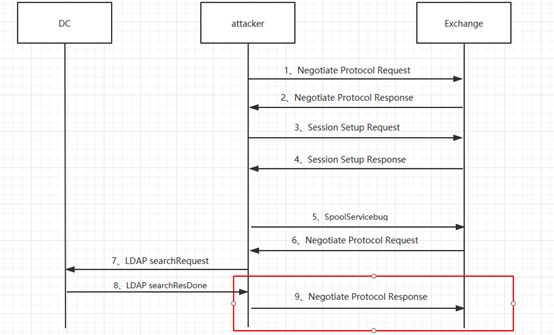 DC
attacker
Exchange
1、Negotiate Protocol Request
2、Negotiate Protocol Response
3、Session Setup Request
4、Session Setup Response
5、SpoolServicebug
6、Negotiate Protocol Request
7、LDAP searchRequest
8、LDAP searchResDone
9、Negotiate Protocol Response